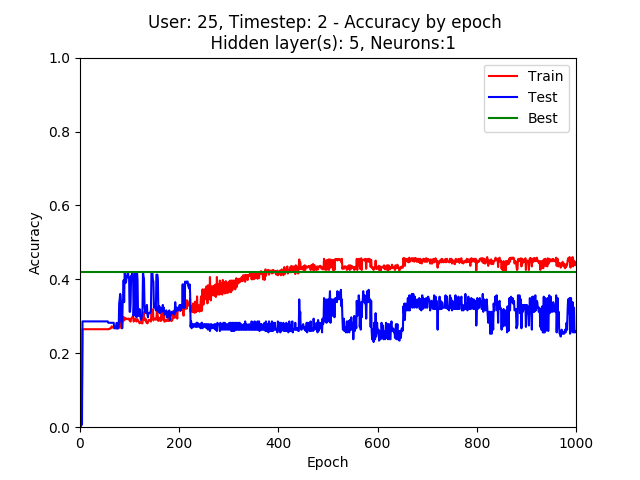 User: 25, Timestep: 2 - Accuracy by epoch
Hidden layer(s): 5, Neurons:1
1.0
0.8
0.6
0.4
0.2
0.0
Accuracy
Train
Test
Best
0 200 400 600 800 1000
Epoch